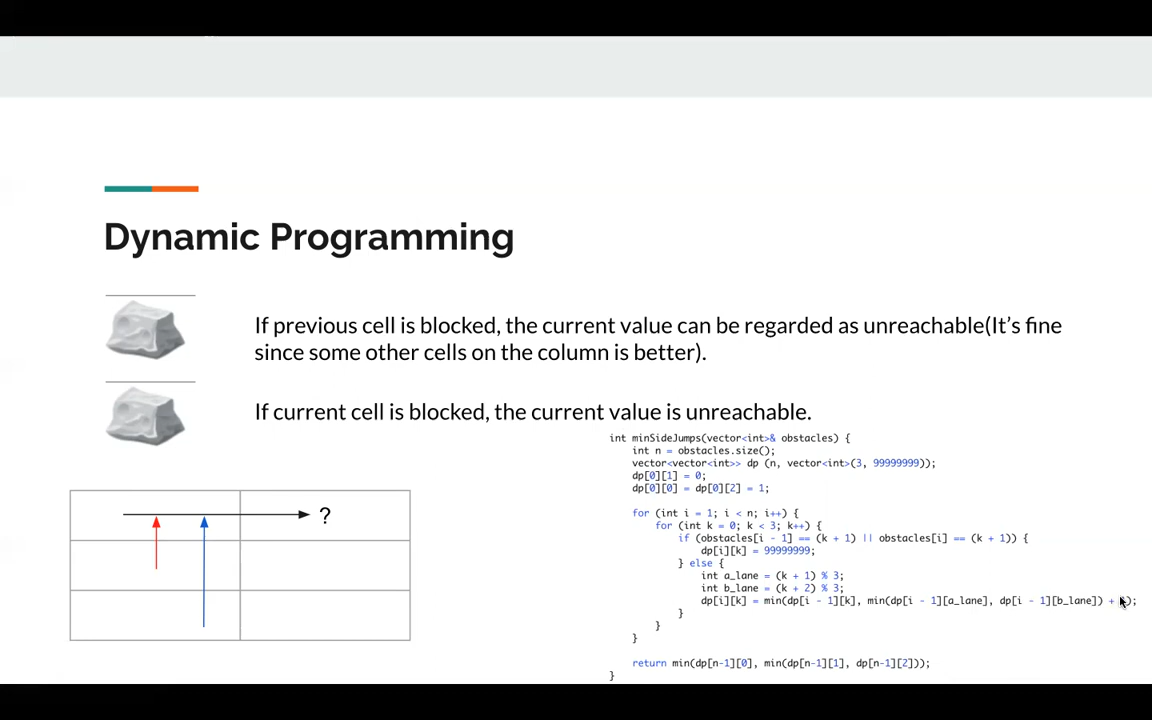 Dynamic Programming
If previous cell is blocked, the current value can be regarded as unreachable(It's fine
since some other cells on the column is better).
If current cell is blocked, the current value is unreachable.
int minSideJumps(vector<int>& obstacles) {
int n = obstacles.size();
vector<vector<int>> dp (n, vector<int>(3, 99999999));
dp[0][1] = 0;
dp[0][0] = dp[0][2] = 1;
for (int i = 1; i < n; i++) {
for (int k = 0; k < 3; k++) {
if (obstacles[i - 1] == (k + 1) || obstacles[i] == (k + 1)) {
dp[i][k] = 99999999;
} else {
int a_lane = (k + 1) % 3;
int b_lane = (k + 2) % 3;
dp[i][k] = min(dp[i - 1][k], min(dp[i - 1][a_lane], dp[i - 1][b_lane]) + );
}
}
}
return min(dp[n-1][0], min(dp[n-1][1], dp[n-1][2]));
}
?